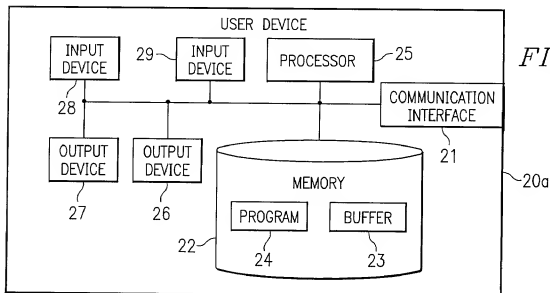 USER DEVICE
INPUT
DEVICE
28
29
INPUT
DEVICE
PROCESSOR
25
FI
COMMUNICATION
INTERFACE
21
OUTPUT
DEVICE
27
OUTPUT
DEVICE
26
MEMORY
20a
22
PROGRAM
24
BUFFER
23